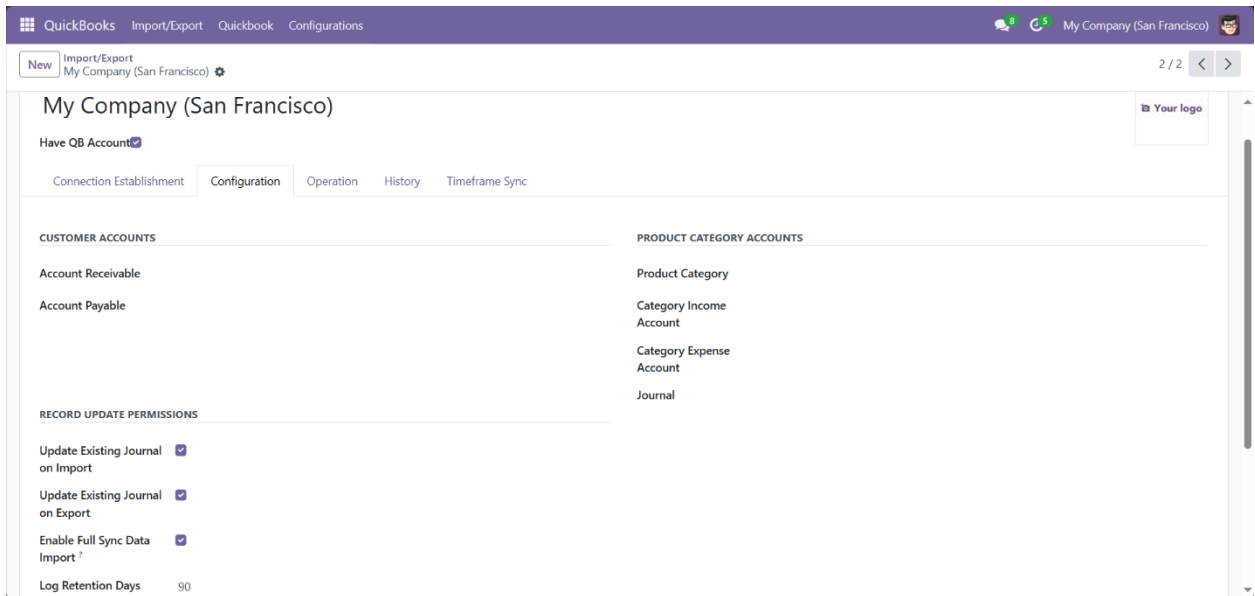 QuickBooks Import/Export Quickbook Configurations 8 5 My Company (San Francisco)
New Import/Export
My Company (San Francisco) 2 / 2
My Company (San Francisco) Your logo
Have QB Account
Connection Establishment Configuration Operation History Timeframe Sync
CUSTOMER ACCOUNTS
Account Receivable
Account Payable
PRODUCT CATEGORY ACCOUNTS
Product Category
Category Income
Account
Category Expense
Account
Journal
RECORD UPDATE PERMISSIONS
Update Existing Journal
on Import
Update Existing Journal
on Export
Enable Full Sync Data
Import ?
Log Retention Days 90